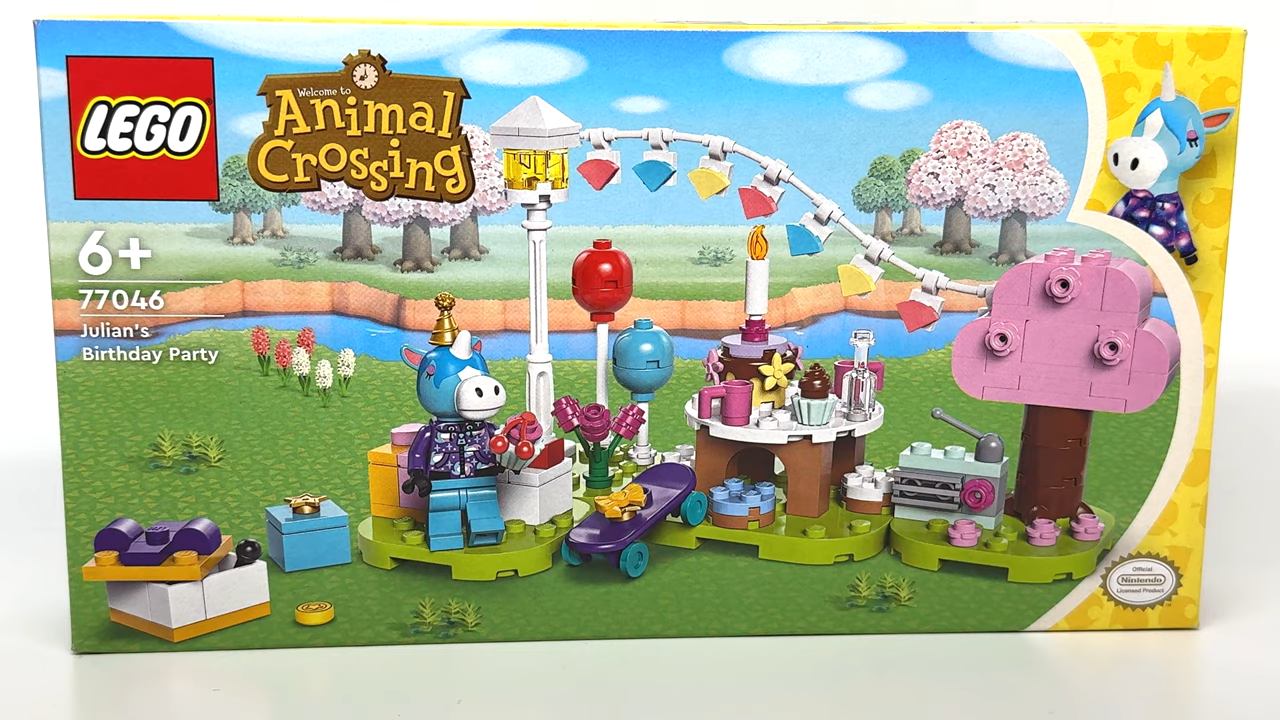 LEGO
Welcome to
Animal
Crossing
6+
77046
Julian's
Birthday Party
Official
Nintendo
Licensed Product